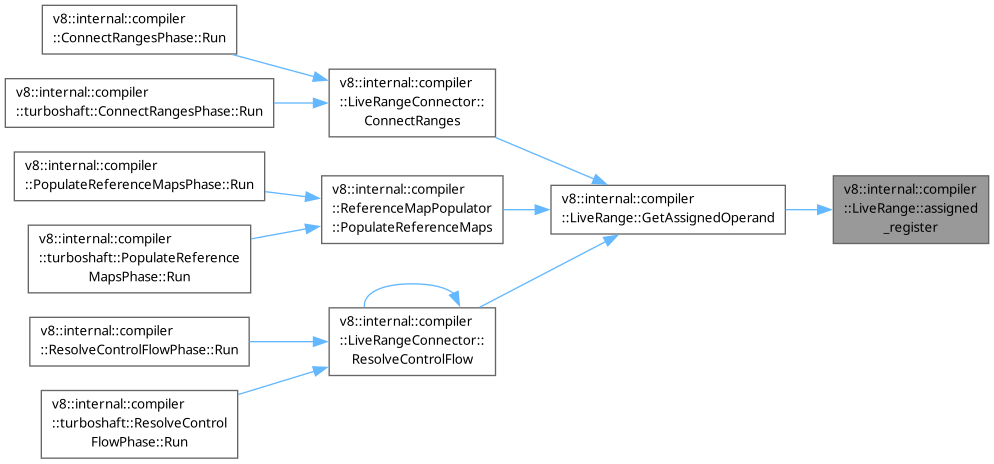 v8::internal::compiler
::ConnectRangesPhase::Run
v8::internal::compiler
::turboshaft::ConnectRangesPhase::Run
v8::internal::compiler
::PopulateReferenceMapsPhase::Run
v8::internal::compiler
::turboshaft::PopulateReference
MapsPhase::Run
v8::internal::compiler
::ResolveControlFlowPhase::Run
v8::internal::compiler
::turboshaft::ResolveControl
FlowPhase::Run
v8::internal::compiler
::LiveRangeConnector::
ConnectRanges
v8::internal::compiler
::ReferenceMapPopulator
::PopulateReferenceMaps
v8::internal::compiler
::LiveRangeConnector::
ResolveControlFlow
v8::internal::compiler
::LiveRange::GetAssignedOperand
v8::internal::compiler
::LiveRange::assigned
_register